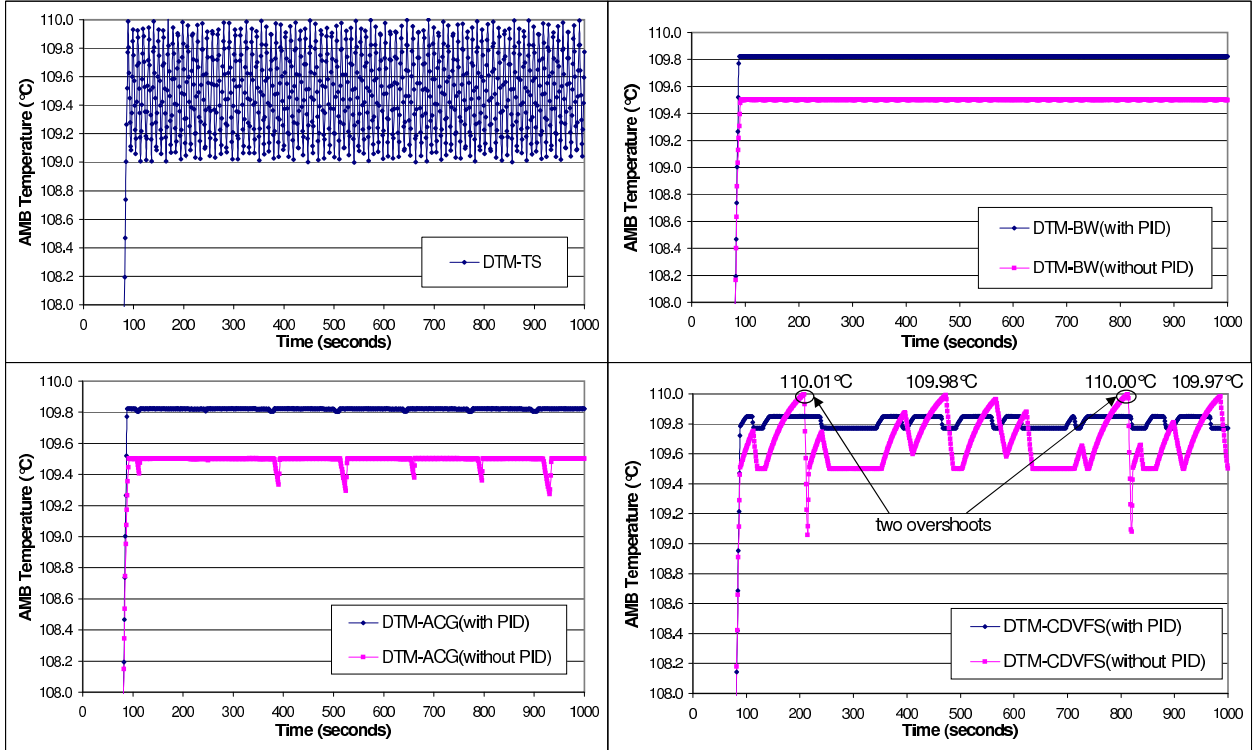 110.0
109.8
109.6
109.4
109.2
109.0
108.8
108.6
108.4
108.2
108.0
AMB Temperature (°C)
DTM-TS
0 100 200 300 400 500 600 700 800 900 1000
Time (seconds)
110.0
109.8
109.6
109.4
109.2
109.0
108.8
108.6
108.4
108.2
108.0
AMB Temperature (°C)
DTM-BW(with PID)
DTM-BW(without PID)
0 100 200 300 400 500 600 700 800 900 1000
Time (seconds)
110.0
109.8
109.6
109.4
109.2
109.0
108.8
108.6
108.4
108.2
108.0
AMB Temperature (°C)
DTM-ACG(with PID)
DTM-ACG(without PID)
0 100 200 300 400 500 600 700 800 900 1000
Time (seconds)
110.01°C 109.98°C 110.00°C 109.97°C
110.0
109.8
109.6
109.4
109.2
109.0
108.8
108.6
108.4
108.2
108.0
AMB Temperature (°C)
two overshoots
DTM-CDVFS(with PID)
DTM-CDVFS(without PID)
0 100 200 300 400 500 600 700 800 900 1000
Time (seconds)